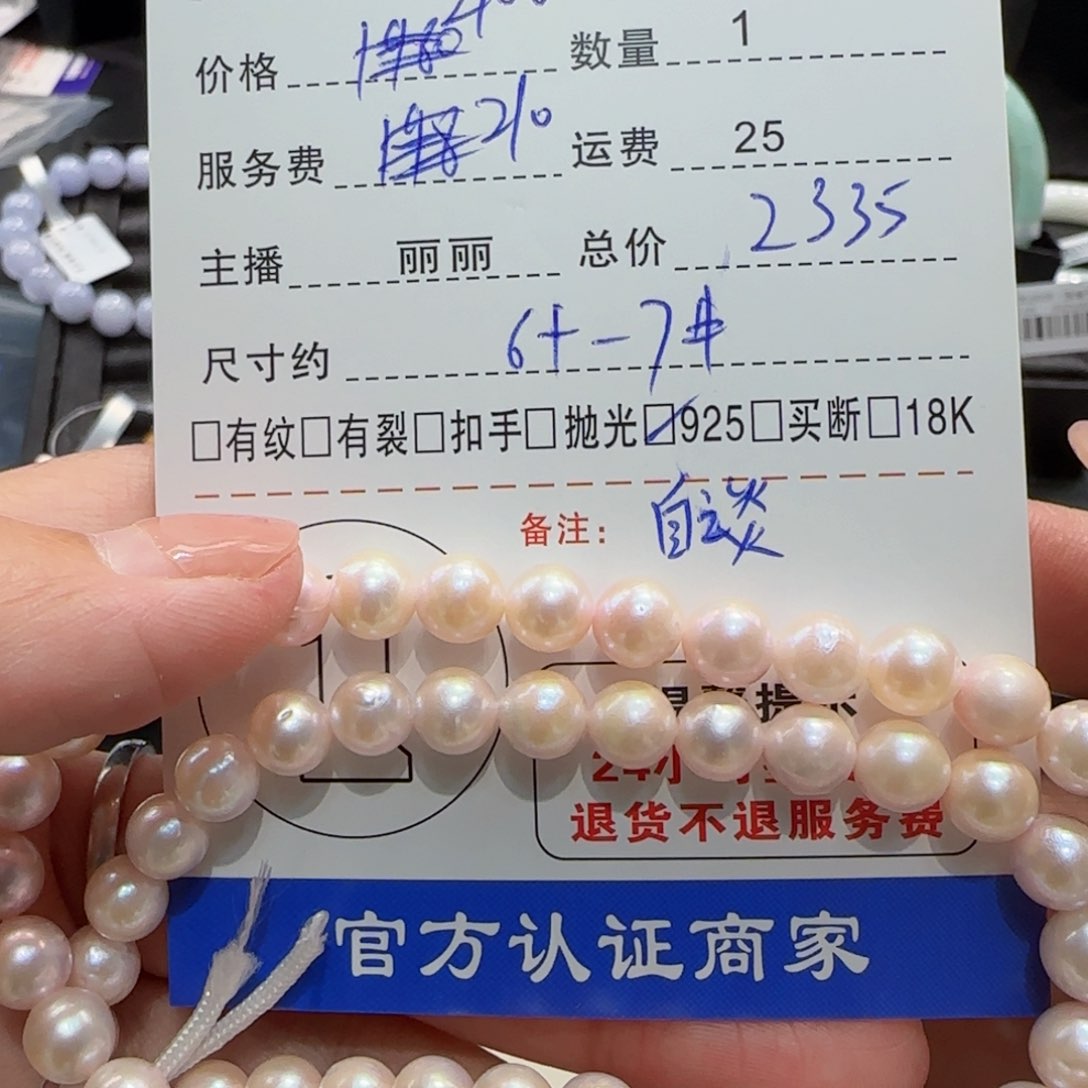 价格 数量 1
服务费 210 运费 25
主播 丽丽 总价 2335
尺寸约 6+-7#
□有纹□有裂□扣手□抛光☑925□买断□18K
备注:
退货不退服务费
官方认证商家